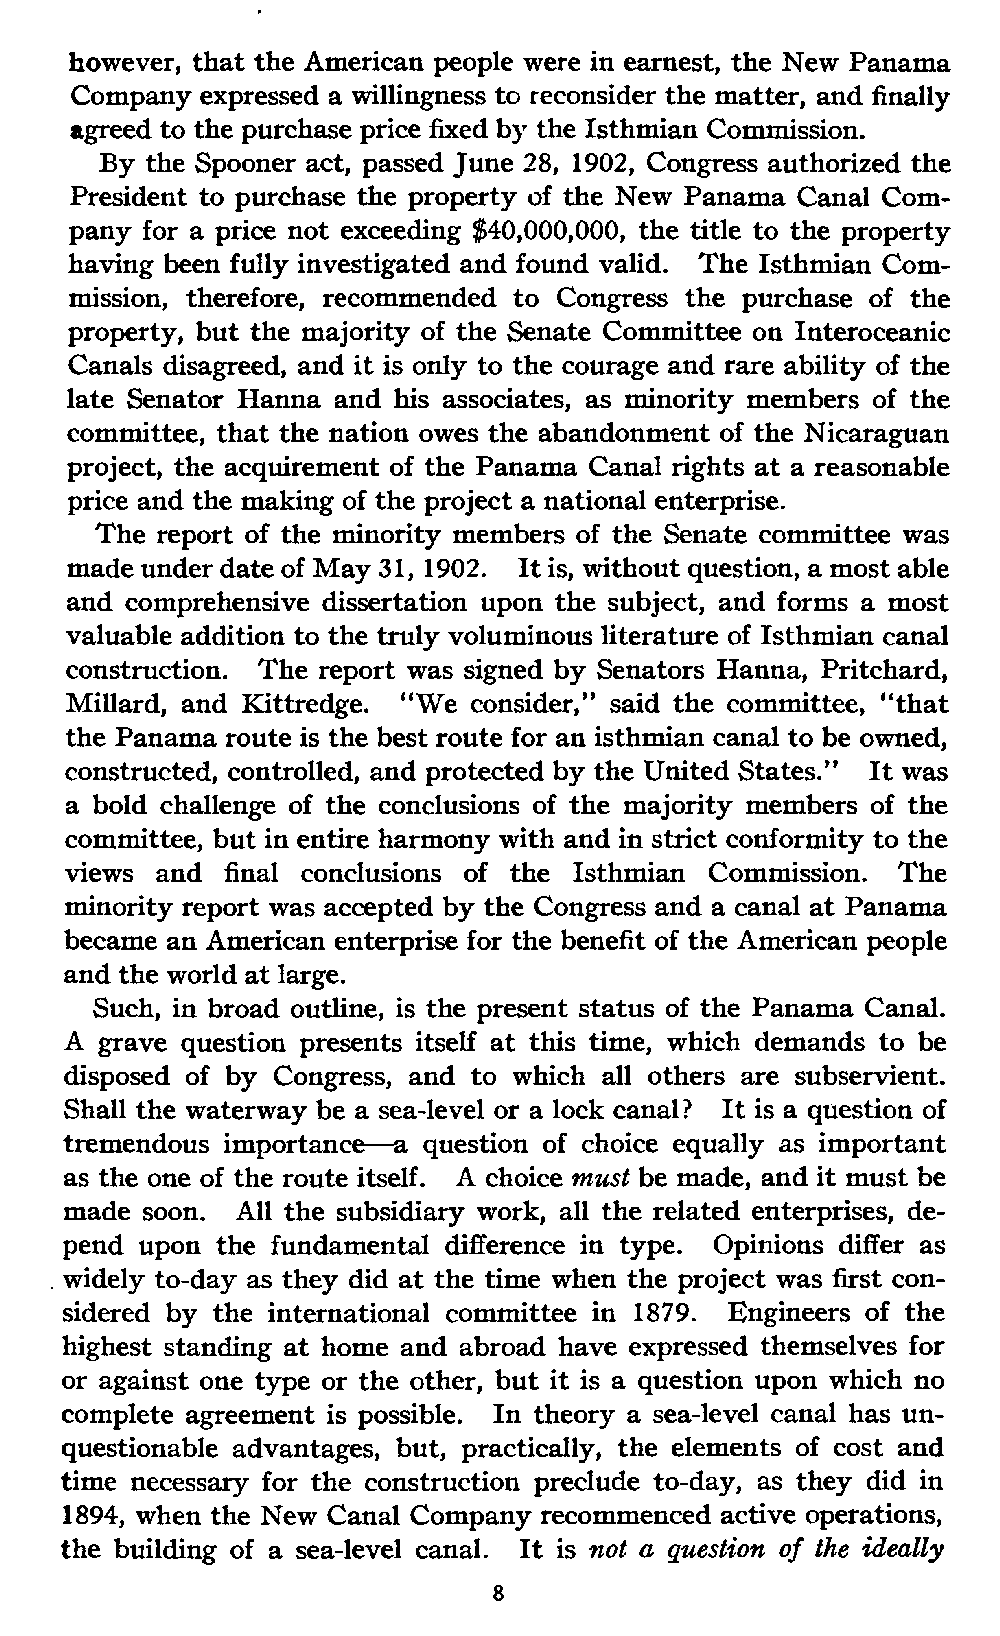 however, that the American people were in earnest, the New Panama
Company expressed a willingness to reconsider the matter, and finally
agreed to the purchase price fixed by the Isthmian Commission.
By the Spooner act, passed June 28, 1902, Congress authorized the
President to purchase the property of the New Panama Canal Com-
pany for a price not exceeding $40,000,000, the title to the property
having been fully investigated and found valid. The Isthmian Com-
mission, therefore, recommended to Congress the purchase of the
property, but the majority of the Senate Committee on Interoceanic
Canals disagreed, and it is only to the courage and rare ability of the
late Senator Hanna and his associates, as minority members of the
committee, that the nation owes the abandonment of the Nicaraguan
project, the acquirement of the Panama Canal rights at a reasonable
price and the making of the project a national enterprise.
The report of the minority members of the Senate committee was
made under date of May 31, 1902. It is, without question, a most able
and comprehensive dissertation upon the subject, and forms a most
valuable addition to the truly voluminous literature of Isthmian canal
construction. The report was signed by Senators Hanna, Pritchard,
Millard, and Kittredge. "We consider," said the committee, "that
the Panama route is the best route for an isthmian canal to be owned,
constructed, controlled, and protected by the United States." It was
a bold challenge of the conclusions of the majority members of the
committee, but in entire harmony with and in strict conformity to the
views and final conclusions of the Isthmian Commission. The
minority report was accepted by the Congress and a canal at Panama
became an American enterprise for the benefit of the American people
and the world at large.
Such, in broad outline, is the present status of the Panama Canal.
A grave question presents itself at this time, which demands to be
disposed of by Congress, and to which all others are subservient.
Shall the waterway be a sea-level or a lock canal? It is a question of
tremendous importance—a question of choice equally as important
as the one of the route itself. A choice must be made, and it must be
made soon. All the subsidiary work, all the related enterprises, de-
pend upon the fundamental difference in type. Opinions differ as
widely to-day as they did at the time when the project was first con-
sidered by the international committee in 1879. Engineers of the
highest standing at home and abroad have expressed themselves for
or against one type or the other, but it is a question upon which no
complete agreement is possible. In theory a sea-level canal has un-
questionable advantages, but, practically, the elements of cost and
time necessary for the construction preclude to-day, as they did in
1894, when the New Canal Company recommenced active operations,
the building of a sea-level canal. It is not a question of the ideally
8